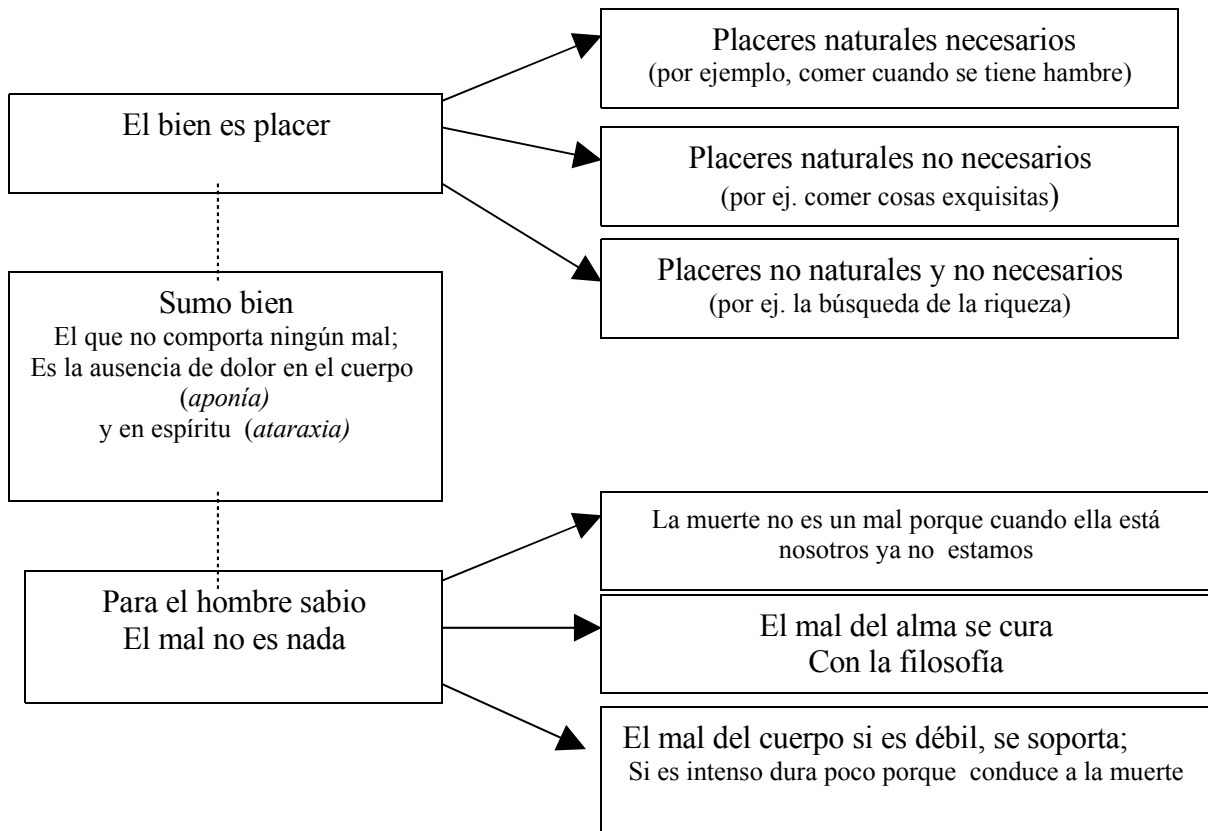 Placeres naturales necesarios
(por ejemplo, comer cuando se tiene hambre)
El bien es placer
Placeres naturales no necesarios
(por ej. comer cosas exquisitas)
Placeres no naturales y no necesarios
(por ej. la búsqueda de la riqueza)
Sumo bien
El que no comporta ningún mal;
Es la ausencia de dolor en el cuerpo
(aponía)
y en espíritu (ataraxia)
La muerte no es un mal porque cuando ella está
nosotros ya no estamos
Para el hombre sabio
El mal no es nada
El mal del alma se cura
Con la filosofía
El mal del cuerpo si es débil, se soporta;
Si es intenso dura poco porque conduce a la muerte